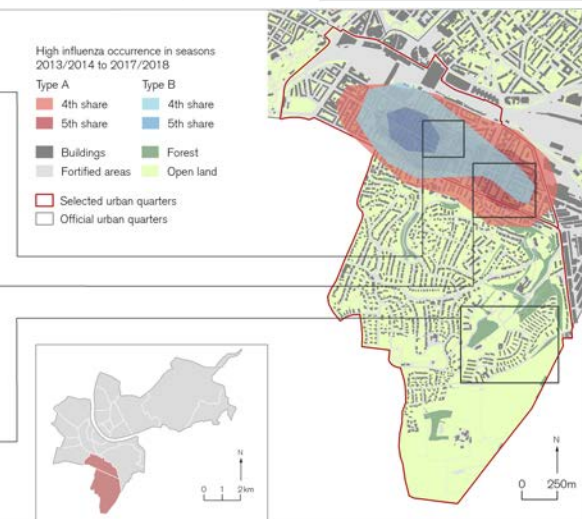 High influenza occurrence in seasons
2013/2014 to 2017/2018
Type A
Type B
4th share
4th share
5th share
5th share
Buildings
Forest
Fortified areas
Open land
Selected urban quarters
Official urban quarters
N
0 1 2km
N
0 250m